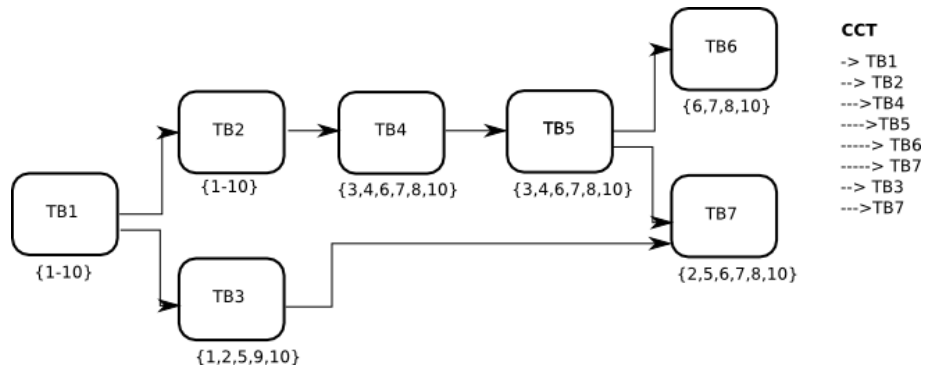 TB1
{1-10}
TB2
{1-10}
TB3
{1,2,5,9,10}
TB4
{3,4,6,7,8,10}
TB5
{3,4,6,7,8,10}
TB6
{6,7,8,10}
TB7
{2,5,6,7,8,10}
CCT
-> TB1
--> TB2
--->TB4
---->TB5
-----> TB6
-----> TB7
--> TB3
--->TB7